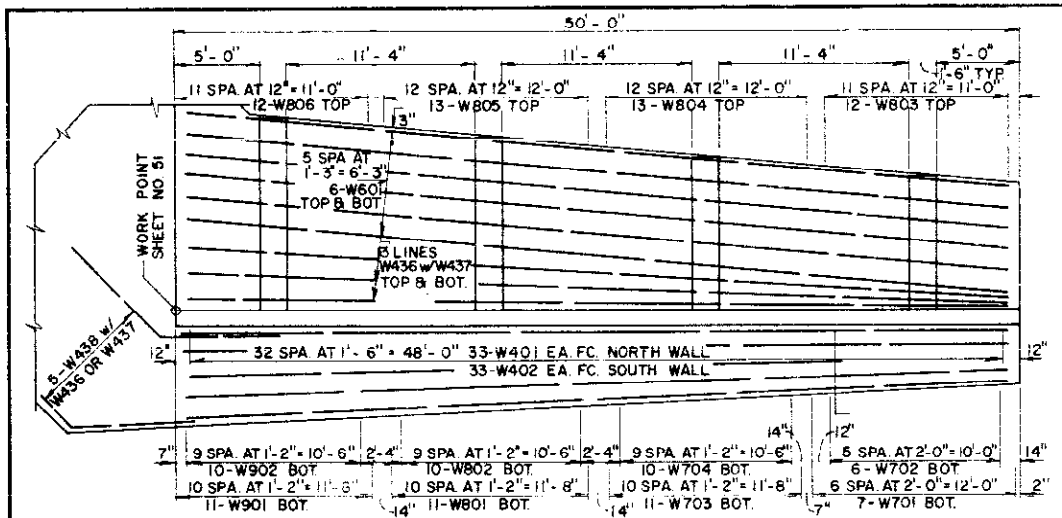 50'-0"
5'-0" 11'-4" 11'-4" 11'-4" 5'-0"
1'-6" TYP.
11 SPA. AT 12" = 11'-0" 12 SPA. AT 12" = 12'-0" 12 SPA. AT 12" = 12'-0" 11 SPA. AT 12" = 11'-0"
12-W806 TOP 13-W805 TOP 13-W804 TOP 12-W803 TOP
3"
WORK POINT
SHEET NO. 51
5 SPA. AT
1'-3" = 6'-3"
6-W601
TOP & BOT.
3 LINES
W436 w/W437
TOP & BOT.
5-W438 w/
W436 OR W437
12" 32 SPA. AT 1'-6" = 48'-0" 33-W401 EA. FC. NORTH WALL 12"
33-W402 EA. FC. SOUTH WALL
14" 12"
7" 9 SPA. AT 1'-2" = 10'-6" 2'-4" 9 SPA. AT 1'-2" = 10'-6" 2'-4" 9 SPA. AT 1'-2" = 10'-6" 5 SPA. AT 2'-0" = 10'-0" 14"
10-W902 BOT. 10-W802 BOT. 10-W704 BOT. 6-W702 BOT.
10 SPA. AT 1'-2" = 11'-8" 10 SPA. AT 1'-2" = 11'-8" 10 SPA. AT 1'-2" = 11'-8" 7" 6 SPA. AT 2'-0" = 12'-0" 2"
11-W901 BOT. 14" 11-W801 BOT. 14" 11-W703 BOT. 7-W701 BOT.